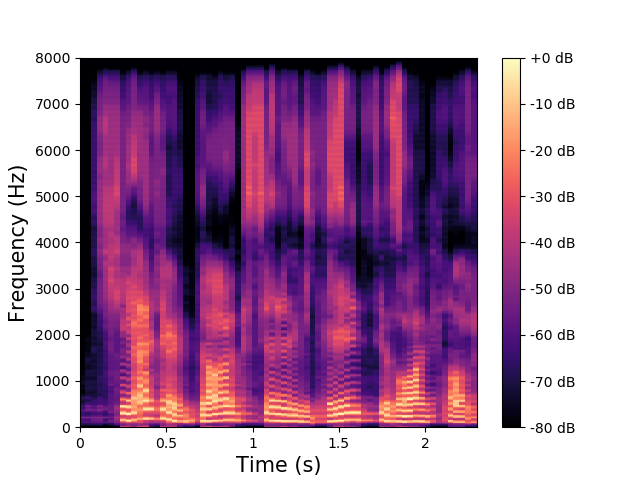 8000
7000
6000
5000
4000
3000
2000
1000
0
Frequency (Hz)
0
0.5
1
1.5
2
Time (s)
+0 dB
-10 dB
-20 dB
-30 dB
-40 dB
-50 dB
-60 dB
-70 dB
-80 dB